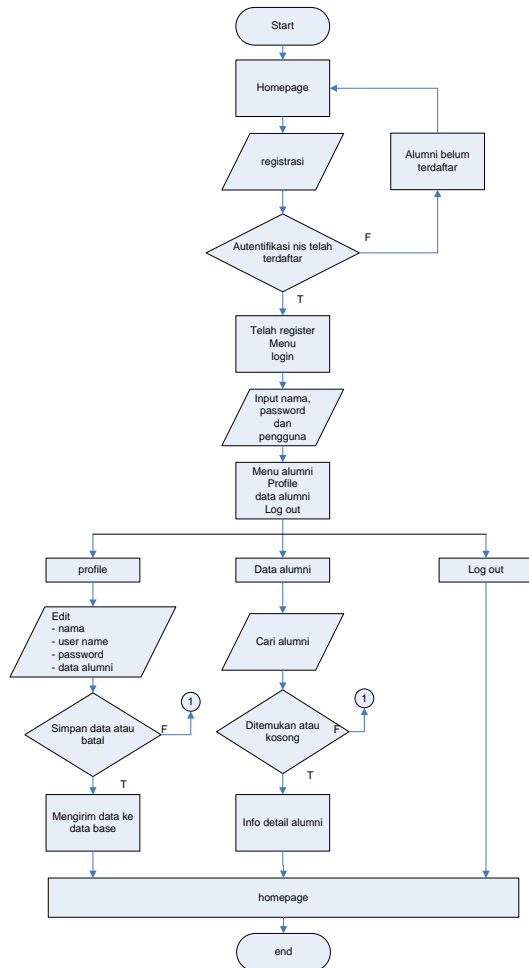 Start
Homepage
registrasi
Alumni belum
terdaftar
Autentifikasi nis telah
terdaftar
F
T
Telah register
Menu
login
Input nama,
password
dan
pengguna
Menu alumni
Profile
data alumni
Log out
profile
Data alumni
Log out
Edit
- nama
- user name
- password
- data alumni
Cari alumni
1
1
Simpan data atau
batal
F
Ditemukan atau
kosong
F
T
T
Mengirim data ke
data base
Info detail alumni
homepage
end